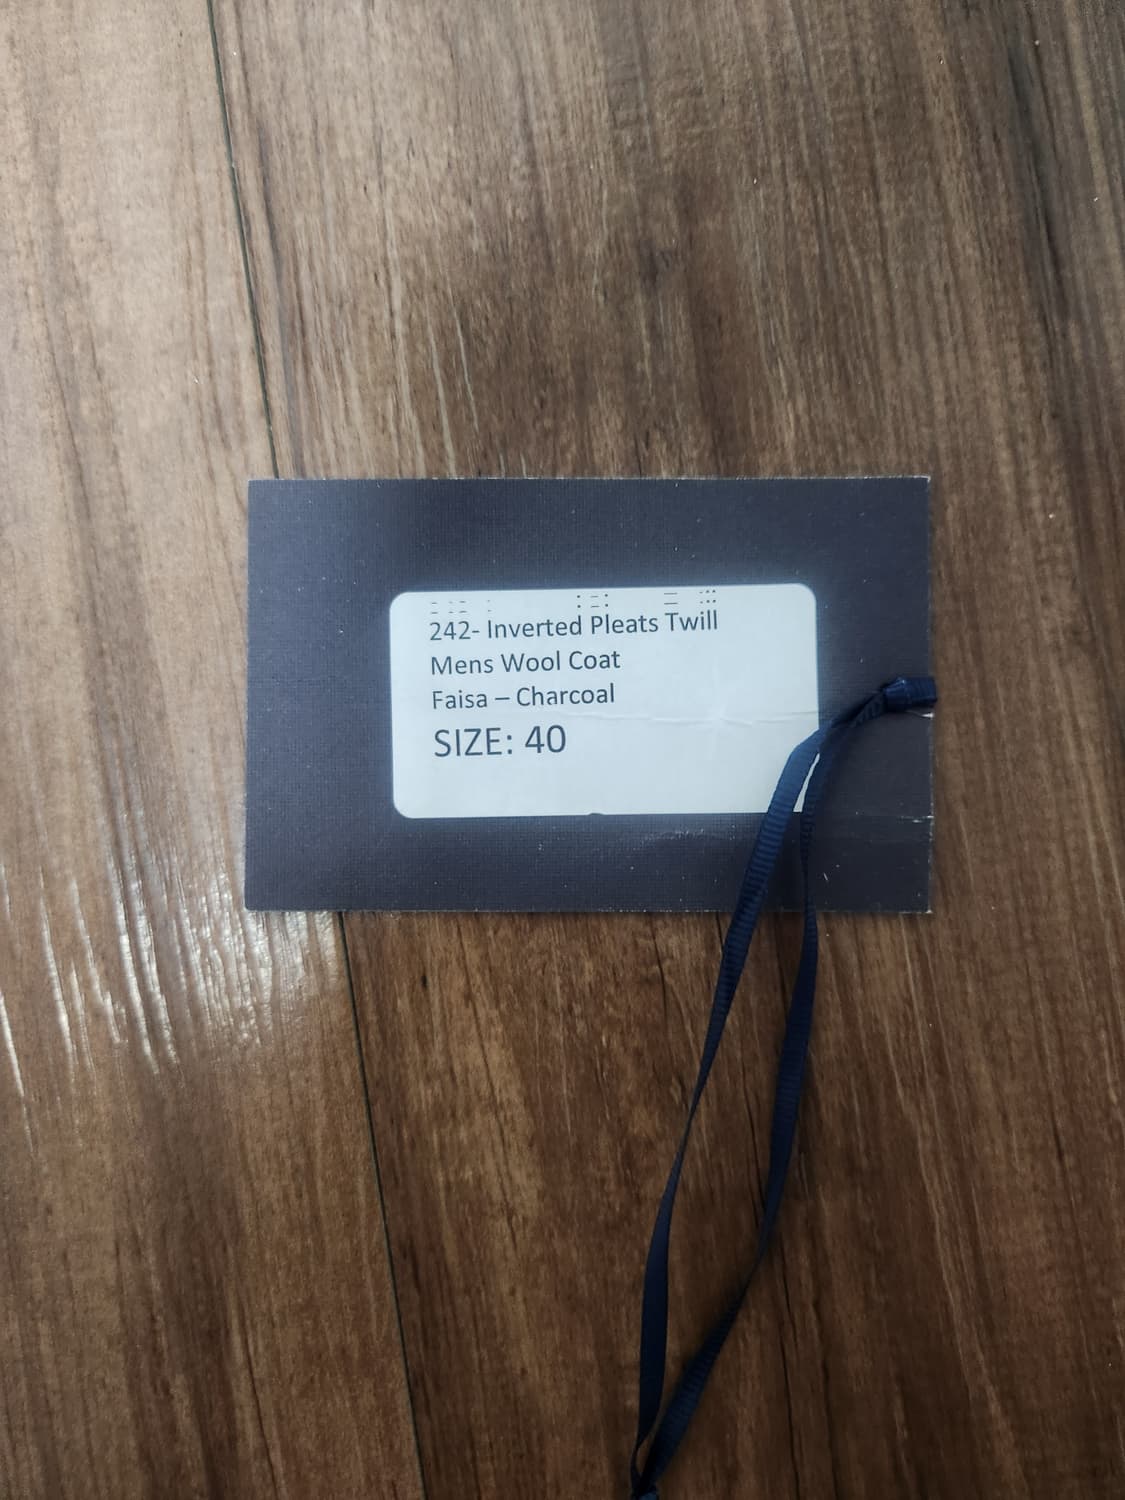 242- Inverted Pleats Twill
Mens Wool Coat
Faisa – Charcoal
SIZE: 40